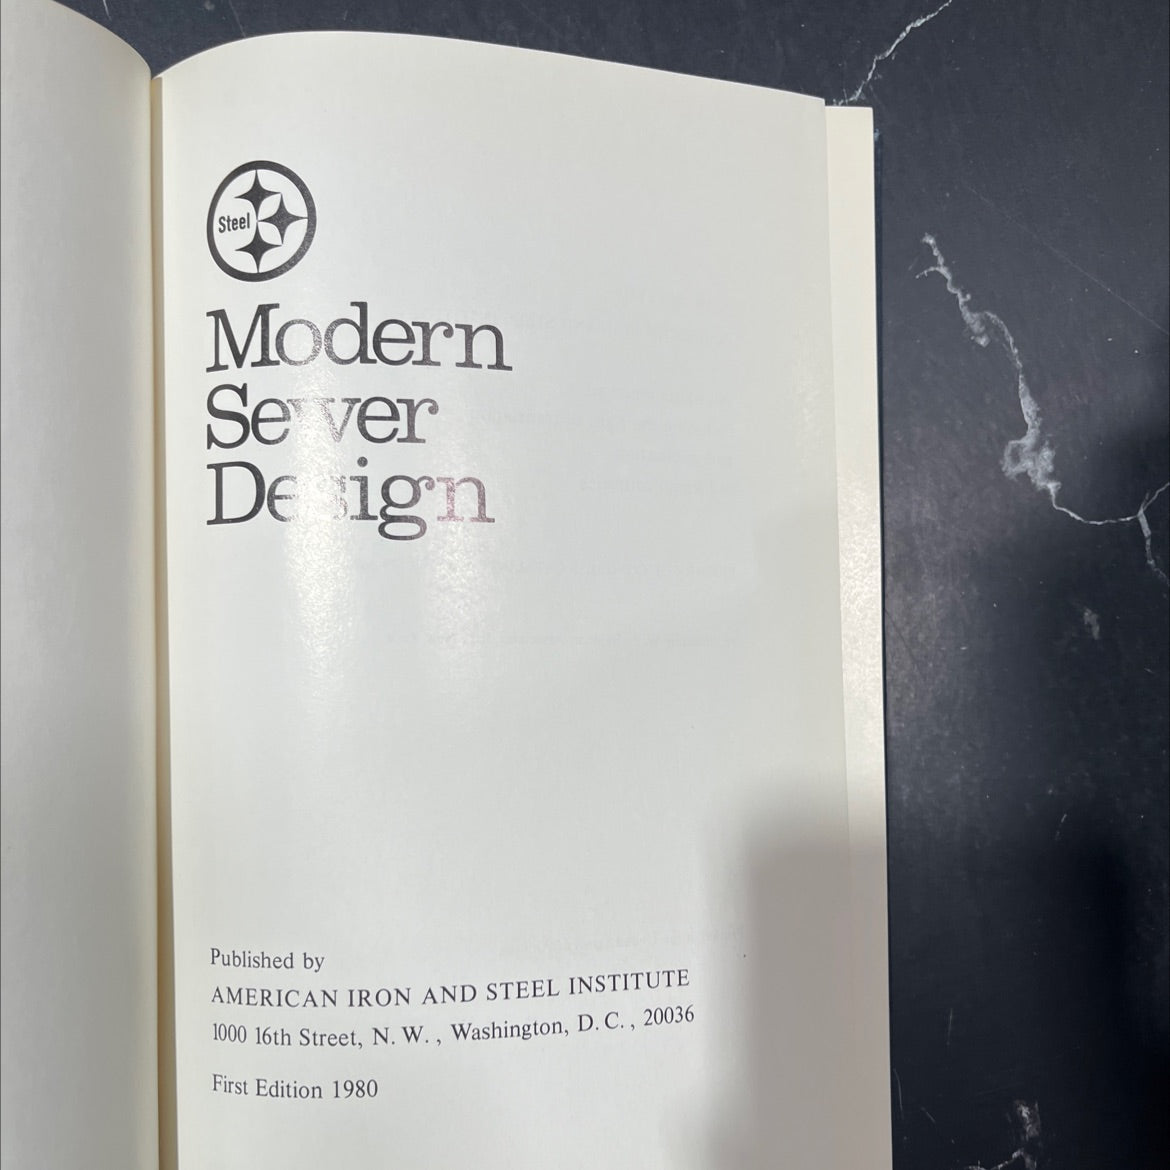 Steel
Modern
Sewer
Design
Published by
AMERICAN IRON AND STEEL INSTITUTE
1000 16th Street, N. W. , Washington, D. C. , 20036
First Edition 1980